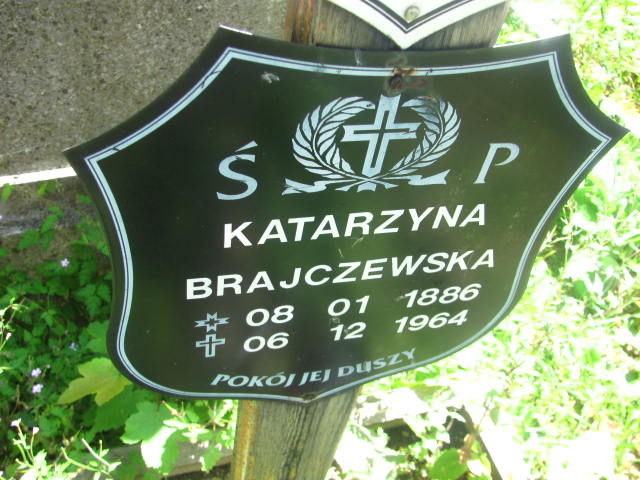 Ś P
KATARZYNA
BRAJCZEWSKA
08 01 1886
06 12 1964
POKÓJ JEJ DUSZY